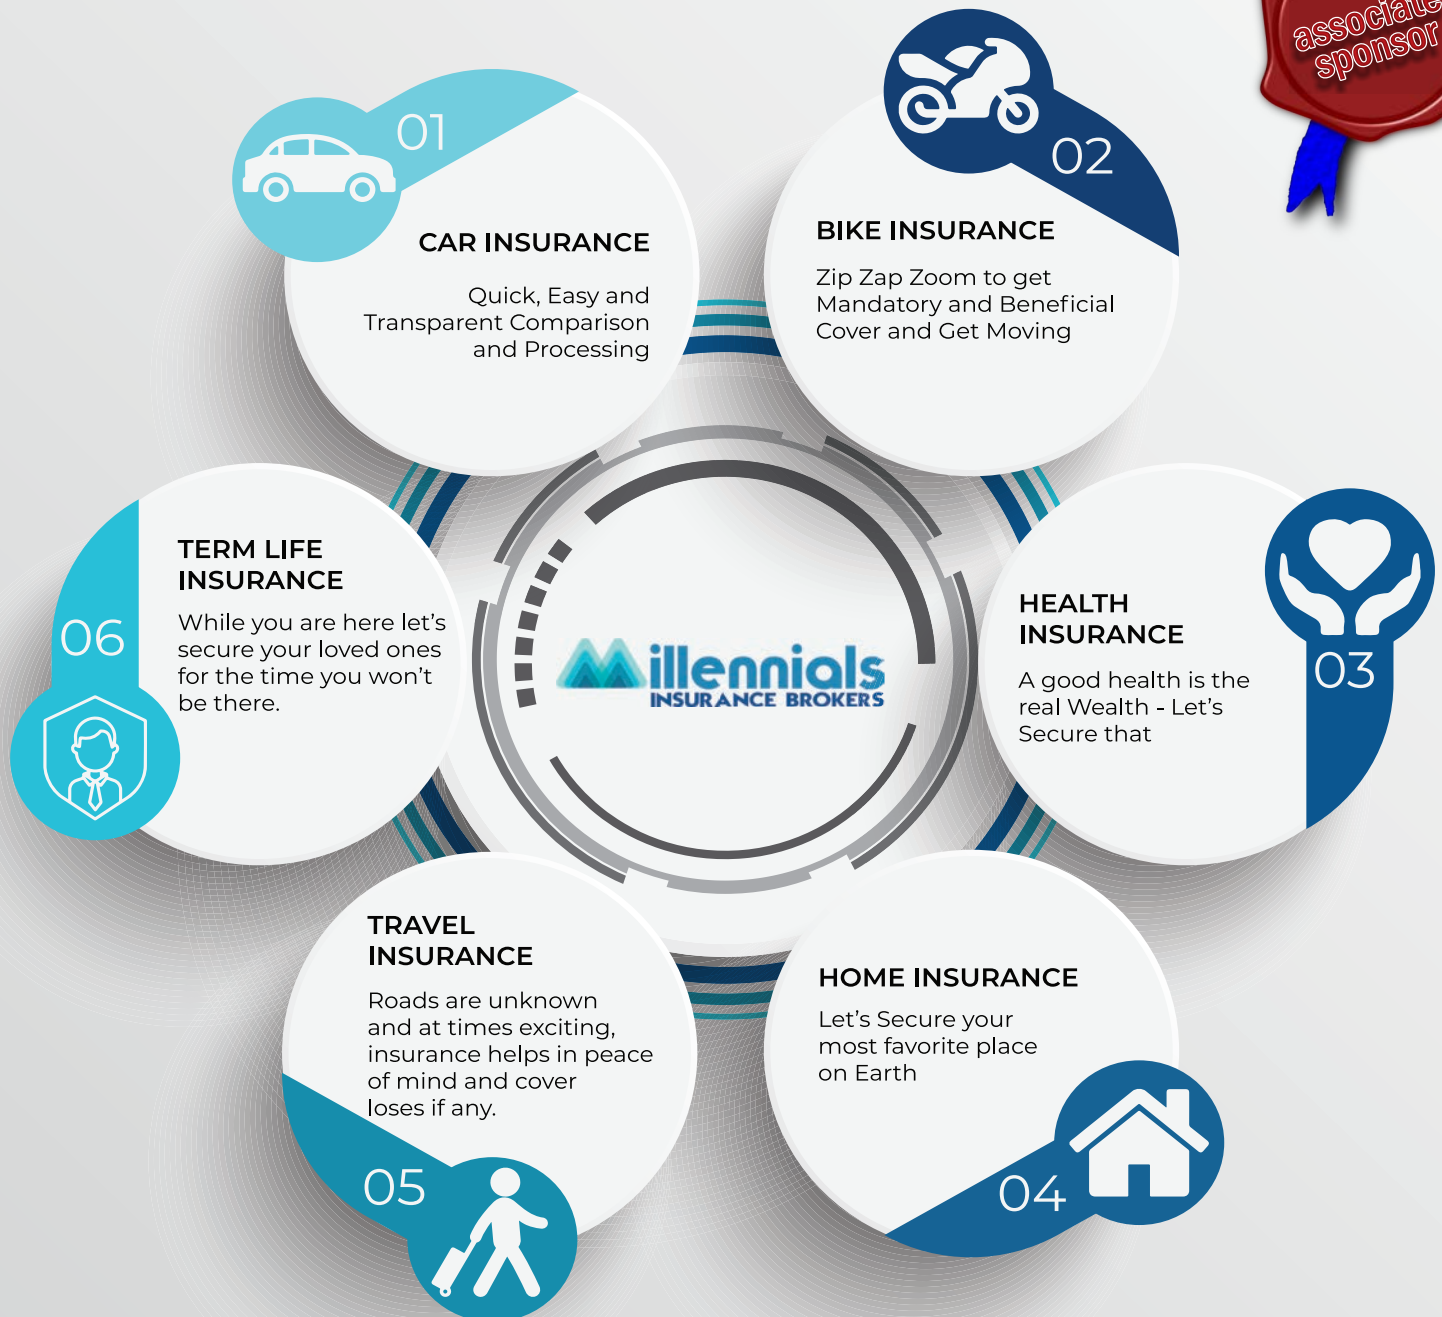 associate
sponsor
01
CAR INSURANCE
Quick, Easy and
Transparent Comparison
and Processing
02
BIKE INSURANCE
Zip Zap Zoom to get
Mandatory and Beneficial
Cover and Get Moving
HEALTH
INSURANCE
A good health is the
real Wealth - Let's
Secure that
03
HOME INSURANCE
Let's Secure your
most favorite place
on Earth
04
TRAVEL
INSURANCE
Roads are unknown
and at times exciting,
insurance helps in peace
of mind and cover
loses if any.
05
TERM LIFE
INSURANCE
While you are here let's
secure your loved ones
for the time you won't
be there.
06
Millennials
INSURANCE BROKERS